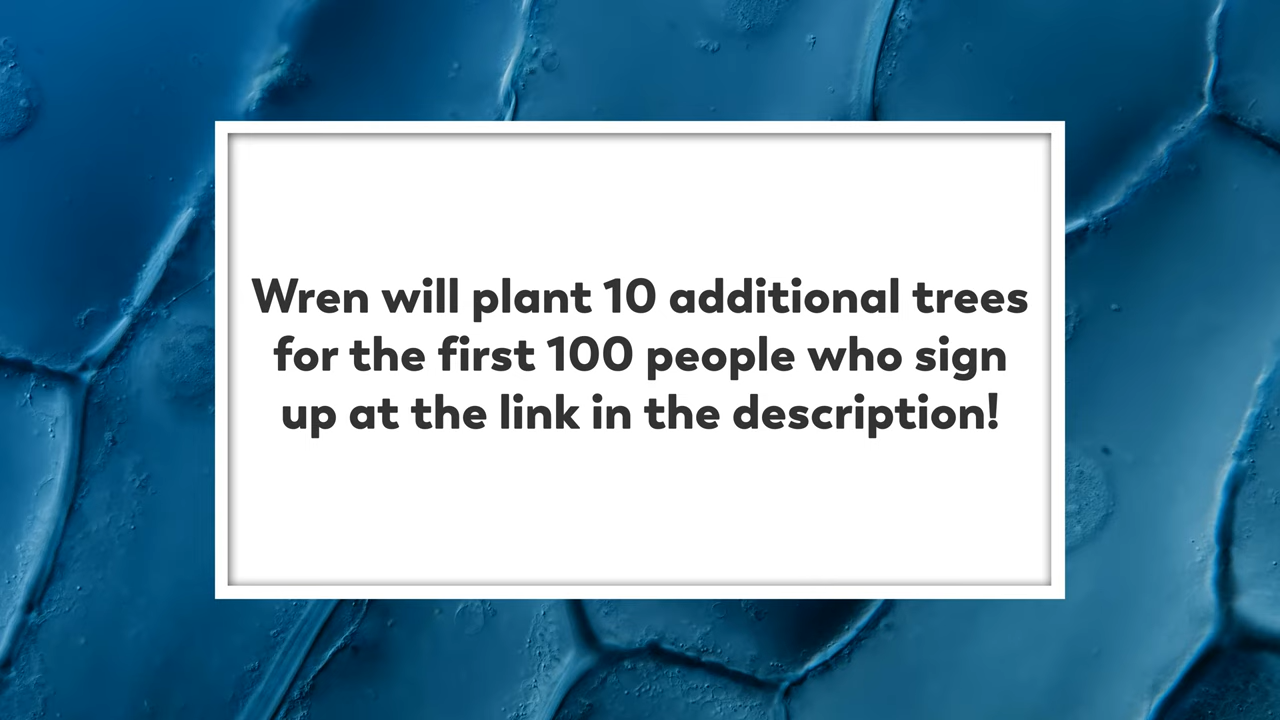 Wren will plant 10 additional trees
for the first 100 people who sign
up at the link in the description!